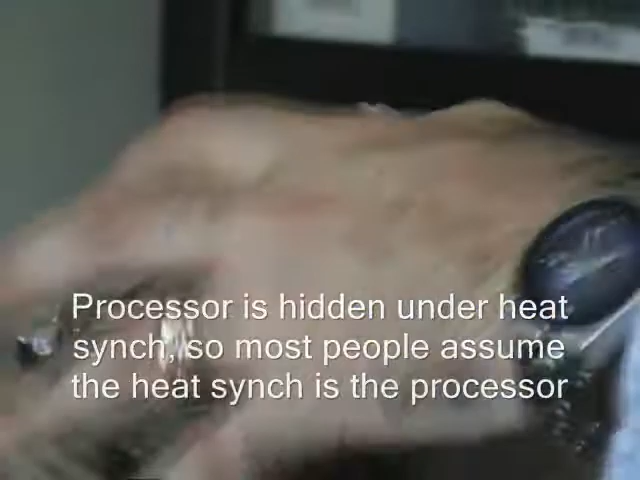 Processor is hidden under heat
synch, so most people assume
the heat synch is the processor